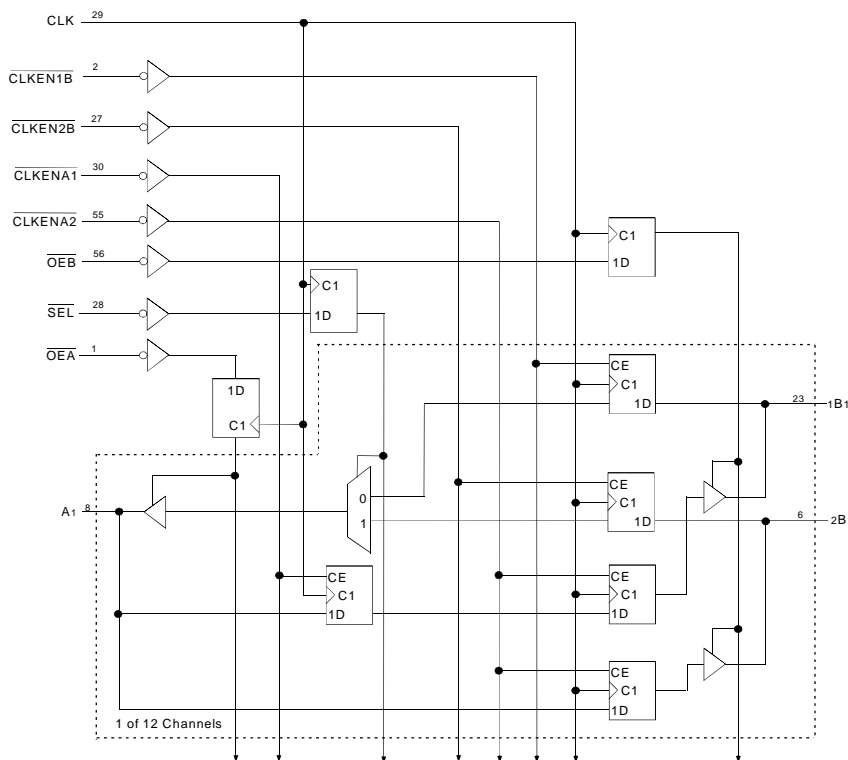 CLK 29
CLKEN1B 2
CLKEN2B 27
CLKENA1 30
CLKENA2 55
C1
OEB 56
1D
C1
SEL 28
1D
OEA 1
CE
1D
C1
1D 23 1B1
C1
CE
0
C1
A1 8
1 1D 6 2B
CE CE
C1 C1
1D 1D
CE
C1
1D
1 of 12 Channels